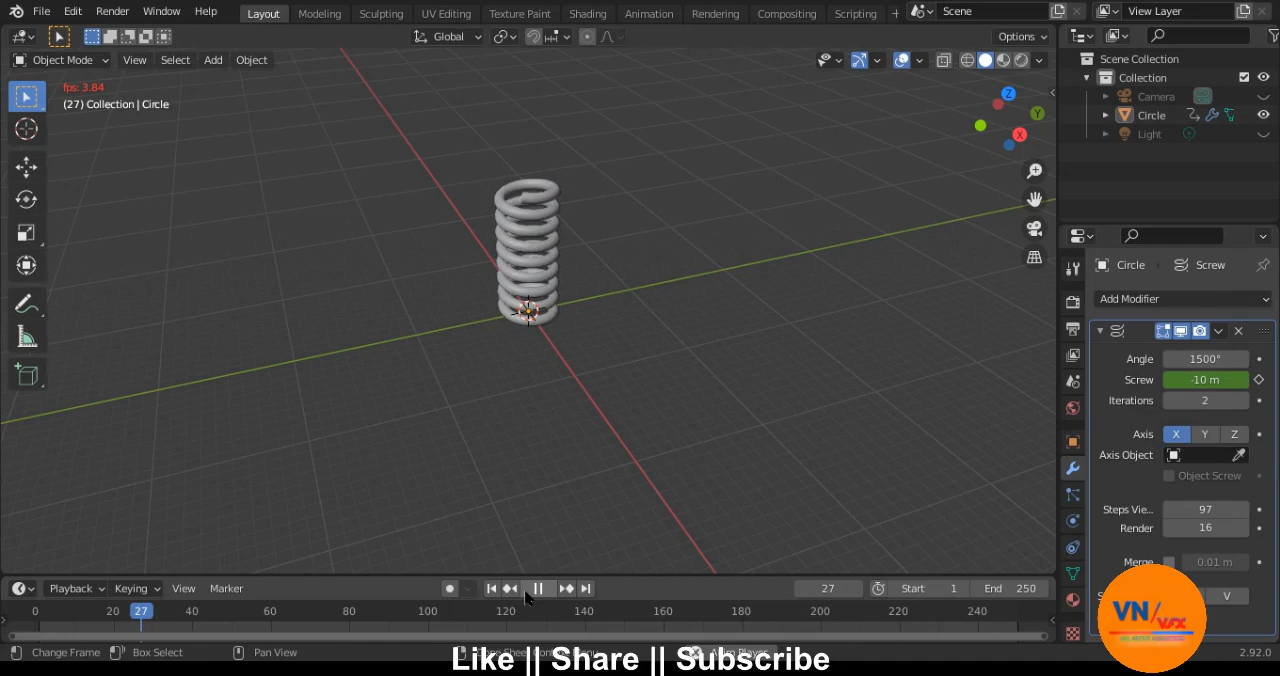 File Edit Render Window Help Layout Modeling Sculpting UV Editing Texture Paint Shading Animation Rendering Compositing Scripting + Scene View Layer
Global Options
Object Mode View Select Add Object
fps: 3.84
(27) Collection | Circle
Z
Y
X
Scene Collection
Collection
Camera
Circle
Light
Circle Screw
Add Modifier
Angle 1500°
Screw -10 m
Iterations 2
Axis X Y Z
Axis Object
Object Screw
Steps Vie... 97
Render 16
Merge 0.01 m
V
Playback Keying View Marker 27 Start 1 End 250
0 20 27 40 60 80 100 120 140 160 180 200 220 240
Change Frame Box Select Pan View 2.92.0
VN/VFX
Like || Share || Subscribe